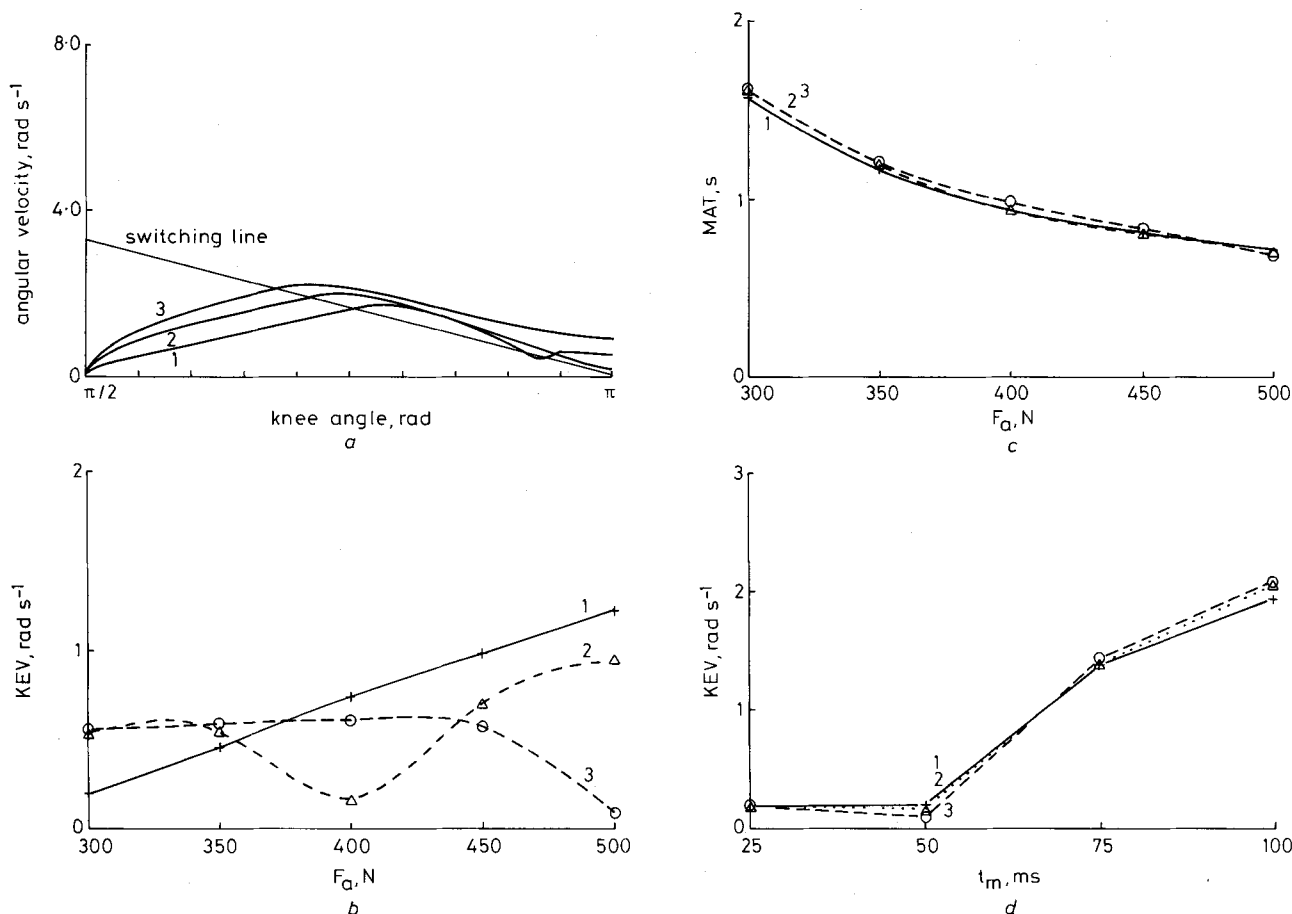 8·0
angular velocity, rad s⁻¹
4·0
switching line
3
2
1
0
π/2
π
knee angle, rad
a
2
MAT, s
1
0
1
2
3
300
350
400
450
500
Fₐ, N
c
2
KEV, rad s⁻¹
1
0
1
2
3
300
350
400
450
500
Fₐ, N
b
3
KEV, rad s⁻¹
2
1
0
1
2
3
25
50
75
100
tₘ, ms
d